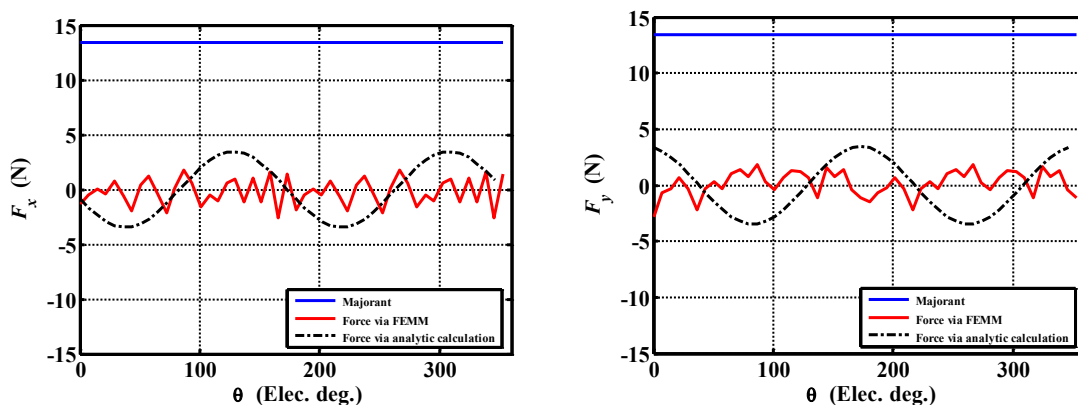 15
10
5
0
-5
-10
-15
F_x (N)
0
100
200
300
θ (Elec. deg.)
Majorant
Force via FEMM
Force via analytic calculation
15
10
5
0
-5
-10
-15
F_y (N)
0
100
200
300
θ (Elec. deg.)
Majorant
Force via FEMM
Force via analytic calculation